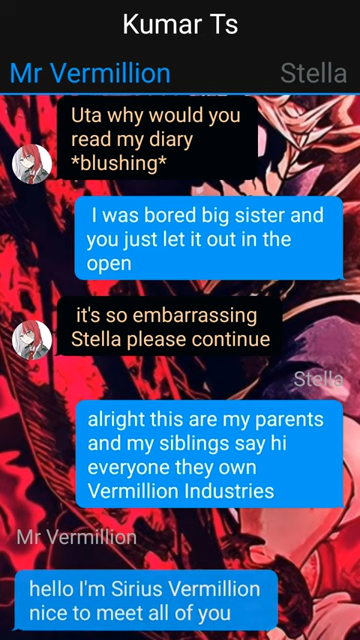 Kumar Ts
Mr Vermillion Stella
Uta why would you
read my diary
*blushing*
I was bored big sister and
you just let it out in the
open
it's so embarrassing
Stella please continue
Stella
alright this are my parents
and my siblings say hi
everyone they own
Vermillion Industries
Mr Vermillion
hello I'm Sirius Vermillion
nice to meet all of you